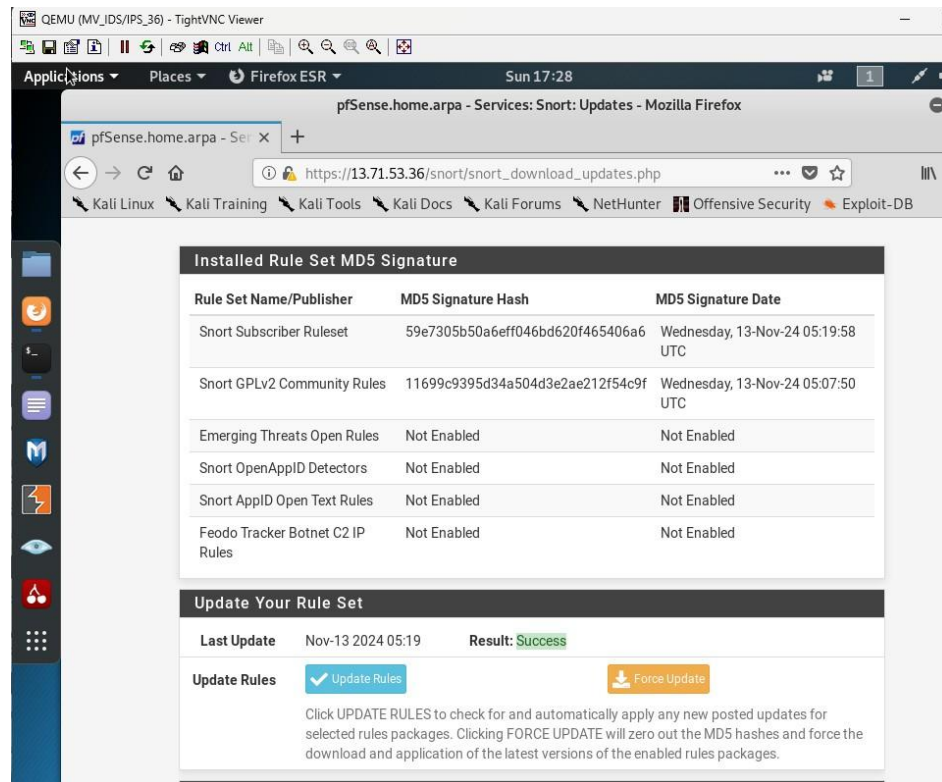 QEMU (MV_IDS/IPS_36) - TightVNC Viewer
Ctrl Alt
Applications Places Firefox ESR Sun 17:28 1
pfSense.home.arpa - Services: Snort: Updates - Mozilla Firefox
pfSense.home.arpa - Ser
https://13.71.53.36/snort/snort_download_updates.php
Kali Linux Kali Training Kali Tools Kali Docs Kali Forums NetHunter Offensive Security Exploit-DB
Installed Rule Set MD5 Signature
Rule Set Name/Publisher MD5 Signature Hash MD5 Signature Date
Snort Subscriber Ruleset 59e7305b50a6eff046bd620f465406a6 Wednesday, 13-Nov-24 05:19:58
UTC
Snort GPLv2 Community Rules 11699c9395d34a504d3e2ae212f54c9f Wednesday, 13-Nov-24 05:07:50
UTC
Emerging Threats Open Rules Not Enabled Not Enabled
Snort OpenAppID Detectors Not Enabled Not Enabled
Snort AppID Open Text Rules Not Enabled Not Enabled
Feodo Tracker Botnet C2 IP Not Enabled Not Enabled
Rules
Update Your Rule Set
Last Update Nov-13 2024 05:19 Result: Success
Update Rules Update Rules Force Update
Click UPDATE RULES to check for and automatically apply any new posted updates for
selected rules packages. Clicking FORCE UPDATE will zero out the MD5 hashes and force the
download and application of the latest versions of the enabled rules packages.